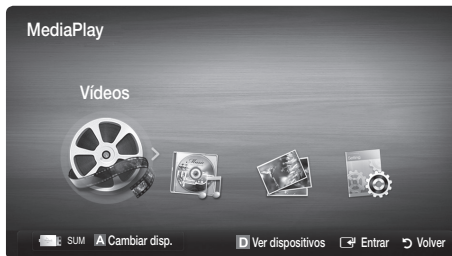 MediaPlay
Vídeos
SUM A Cambiar disp. D Ver dispositivos Entrar Volver